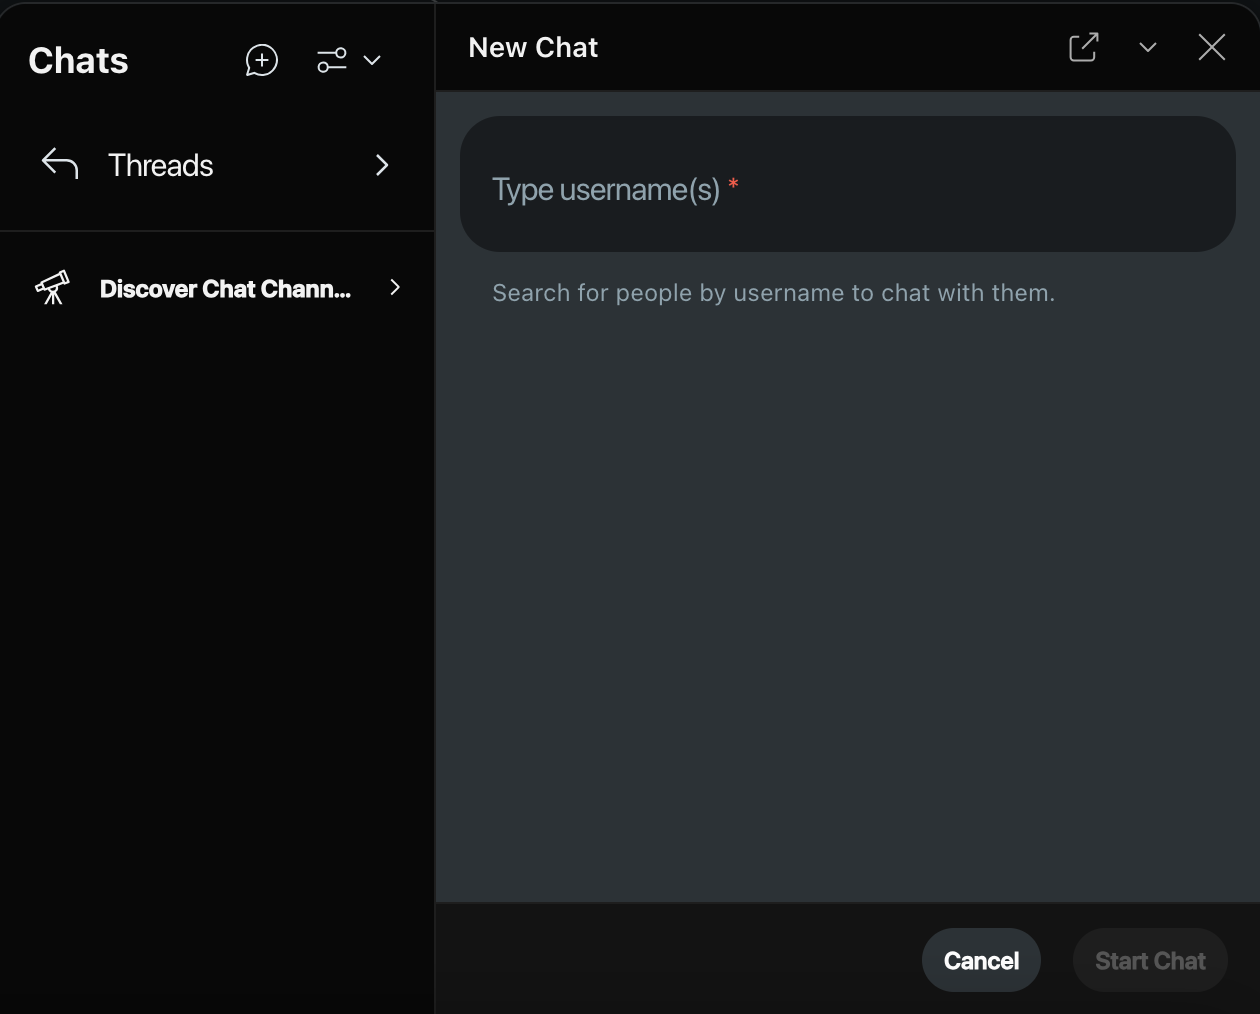 Chats
Threads
Discover Chat Chann...
New Chat
Type username(s) *
Search for people by username to chat with them.
Cancel
Start Chat